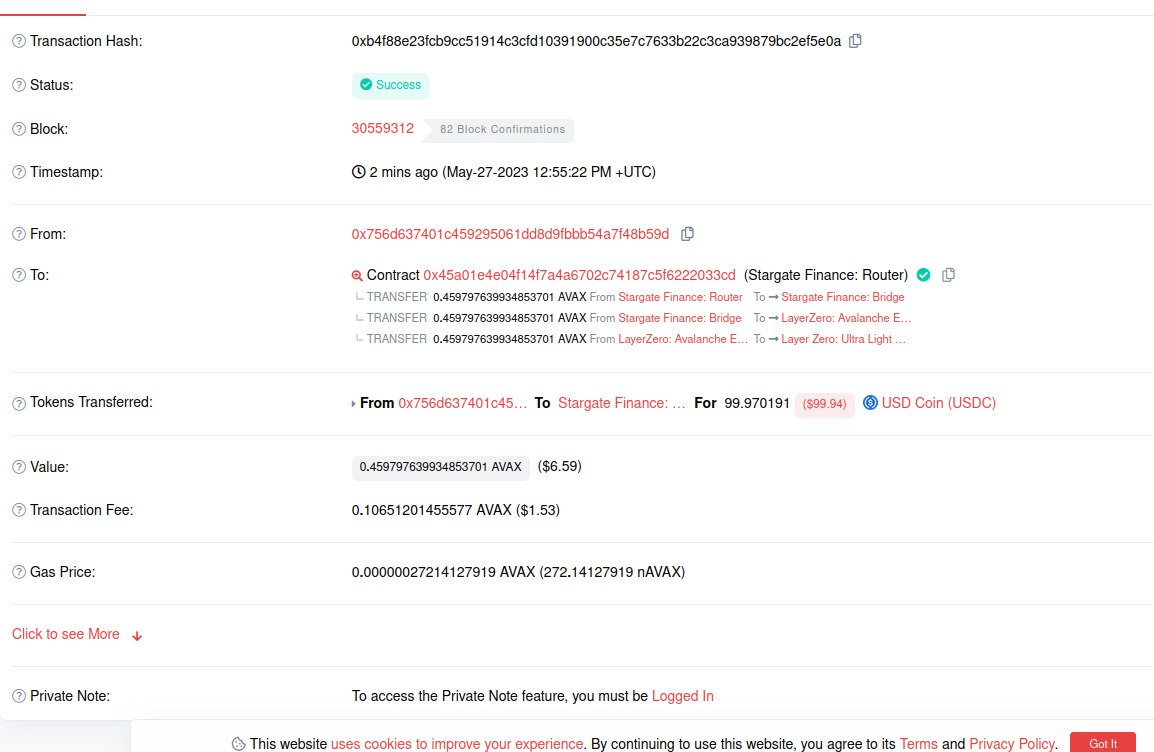 Transaction Hash: 0xb4f88e23fcb9cc51914c3cfd10391900c35e7c7633b22c3ca939879bc2ef5e0a
Status: Success
Block: 30559312 82 Block Confirmations
Timestamp: 2 mins ago (May-27-2023 12:55:22 PM +UTC)
From: 0x756d637401c459295061dd8d9fbbb54a7f48b59d
To: Contract 0x45a01e4e04f14f7a4a6702c74187c5f6222033cd (Stargate Finance: Router)
TRANSFER 0.459797639934853701 AVAX From Stargate Finance: Router To → Stargate Finance: Bridge
TRANSFER 0.459797639934853701 AVAX From Stargate Finance: Bridge To → LayerZero: Avalanche E...
TRANSFER 0.459797639934853701 AVAX From LayerZero: Avalanche E... To → Layer Zero: Ultra Light ...
Tokens Transferred: From 0x756d637401c45... To Stargate Finance: ... For 99.970191 ($99.94) USD Coin (USDC)
Value: 0.459797639934853701 AVAX ($6.59)
Transaction Fee: 0.10651201455577 AVAX ($1.53)
Gas Price: 0.00000027214127919 AVAX (272.14127919 nAVAX)
Click to see More
Private Note: To access the Private Note feature, you must be Logged In
This website uses cookies to improve your experience. By continuing to use this website, you agree to its Terms and Privacy Policy. Got It